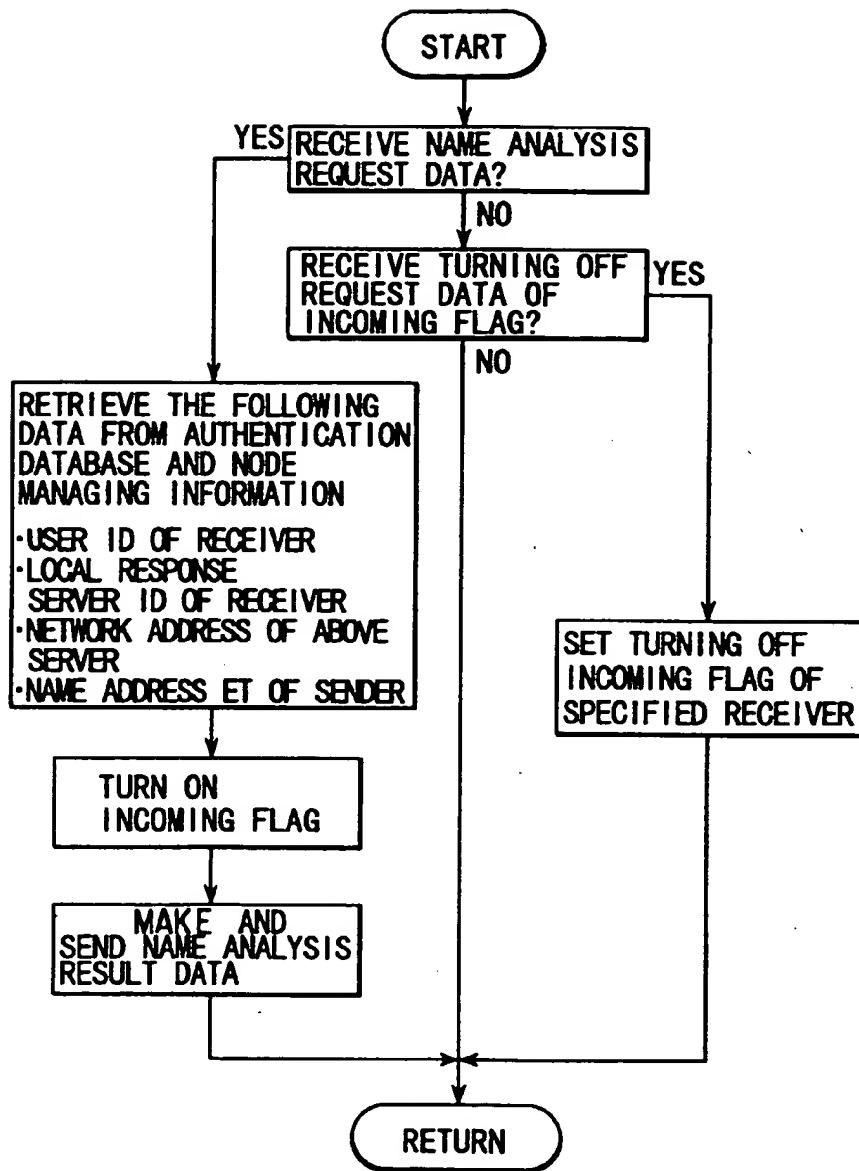 START
YES
RECEIVE NAME ANALYSIS
REQUEST DATA?
NO
RECEIVE TURNING OFF
REQUEST DATA OF
INCOMING FLAG?
YES
NO
RETRIEVE THE FOLLOWING
DATA FROM AUTHENTICATION
DATABASE AND NODE
MANAGING INFORMATION
·USER ID OF RECEIVER
·LOCAL RESPONSE
SERVER ID OF RECEIVER
·NETWORK ADDRESS OF ABOVE
SERVER
·NAME ADDRESS ET OF SENDER
SET TURNING OFF
INCOMING FLAG OF
SPECIFIED RECEIVER
TURN ON
INCOMING FLAG
MAKE AND
SEND NAME ANALYSIS
RESULT DATA
RETURN